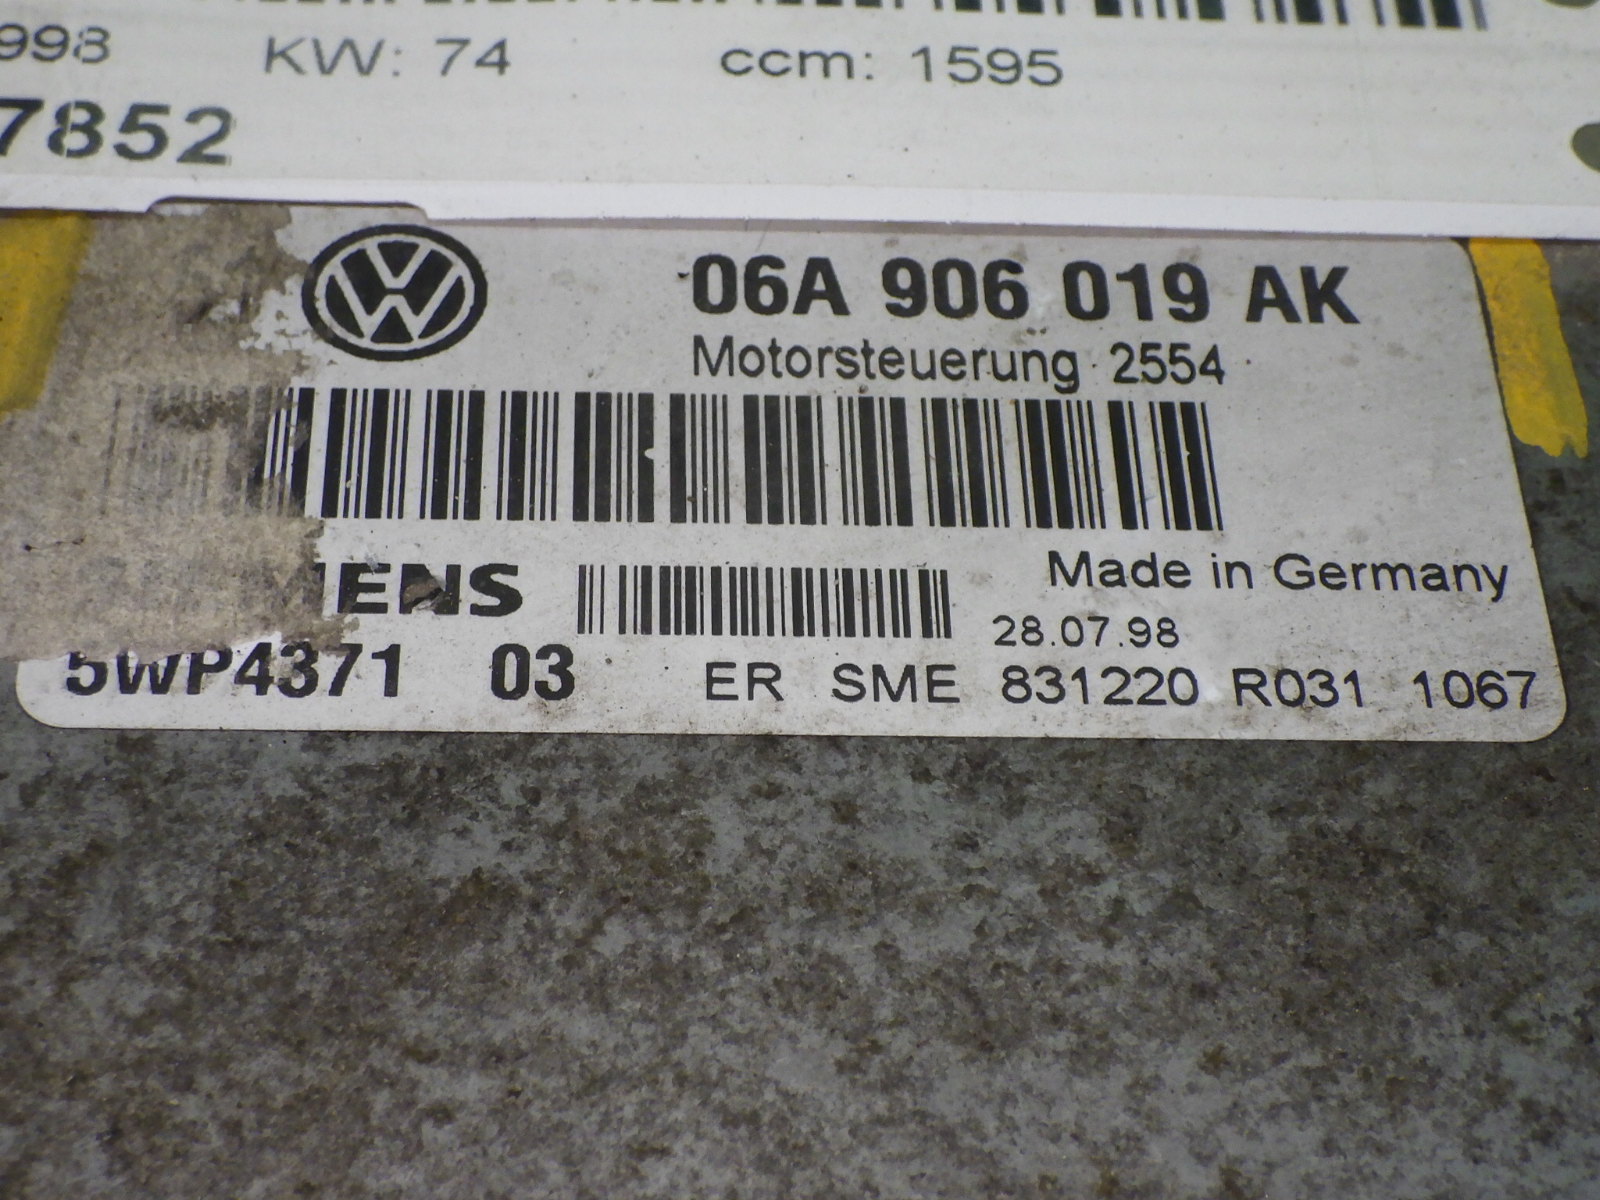 998 KW: 74 ccm: 1595
7852
06A 906 019 AK
Motorsteuerung 2554
Made in Germany
28.07.98
5WP4371 03 ER SME 831220 R031 1067